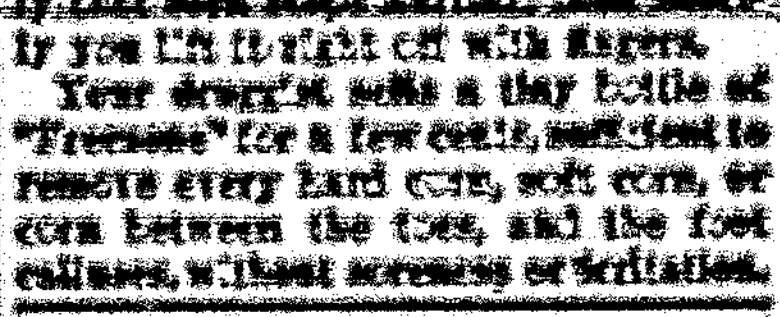 ly you lift it right off with fingers.
Your druggist sells a tiny bottle of
"Freezone" for a few cents, sufficient to
remove every hard corn, soft corn, or
corn between the toes, and the foot
calluses, without soreness or irritation.